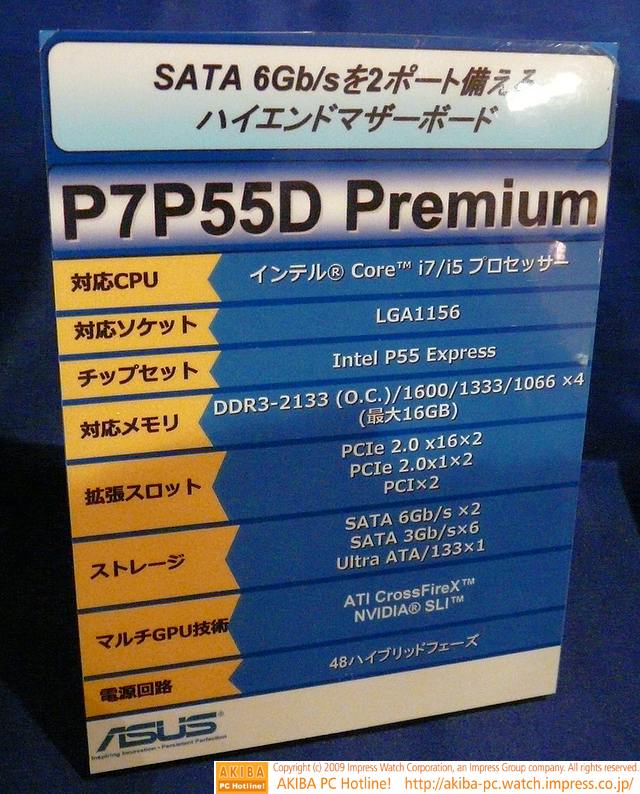 SATA 6Gb/sを2ポート備える
ハイエンドマザーボード
P7P55D Premium
対応CPU
インテル® Core™ i7/i5 プロセッサー
対応ソケット
LGA1156
チップセット
Intel P55 Express
対応メモリ
DDR3-2133 (O.C.)/1600/1333/1066 ×4
(最大16GB)
拡張スロット
PCIe 2.0 x16×2
PCIe 2.0x1×2
PCI×2
ストレージ
SATA 6Gb/s ×2
SATA 3Gb/s×6
Ultra ATA/133×1
マルチGPU技術
ATI CrossFireX™
NVIDIA® SLI™
電源回路
48ハイブリッドフェーズ
ASUS®
Inspiring Innovation • Persistent Perfection
AKIBA
PC Hotline!
Copyright (c) 2009 Impress Watch Corporation, an Impress Group company. All rights reserved.
AKIBA PC Hotline! http://akiba-pc.watch.impress.co.jp/